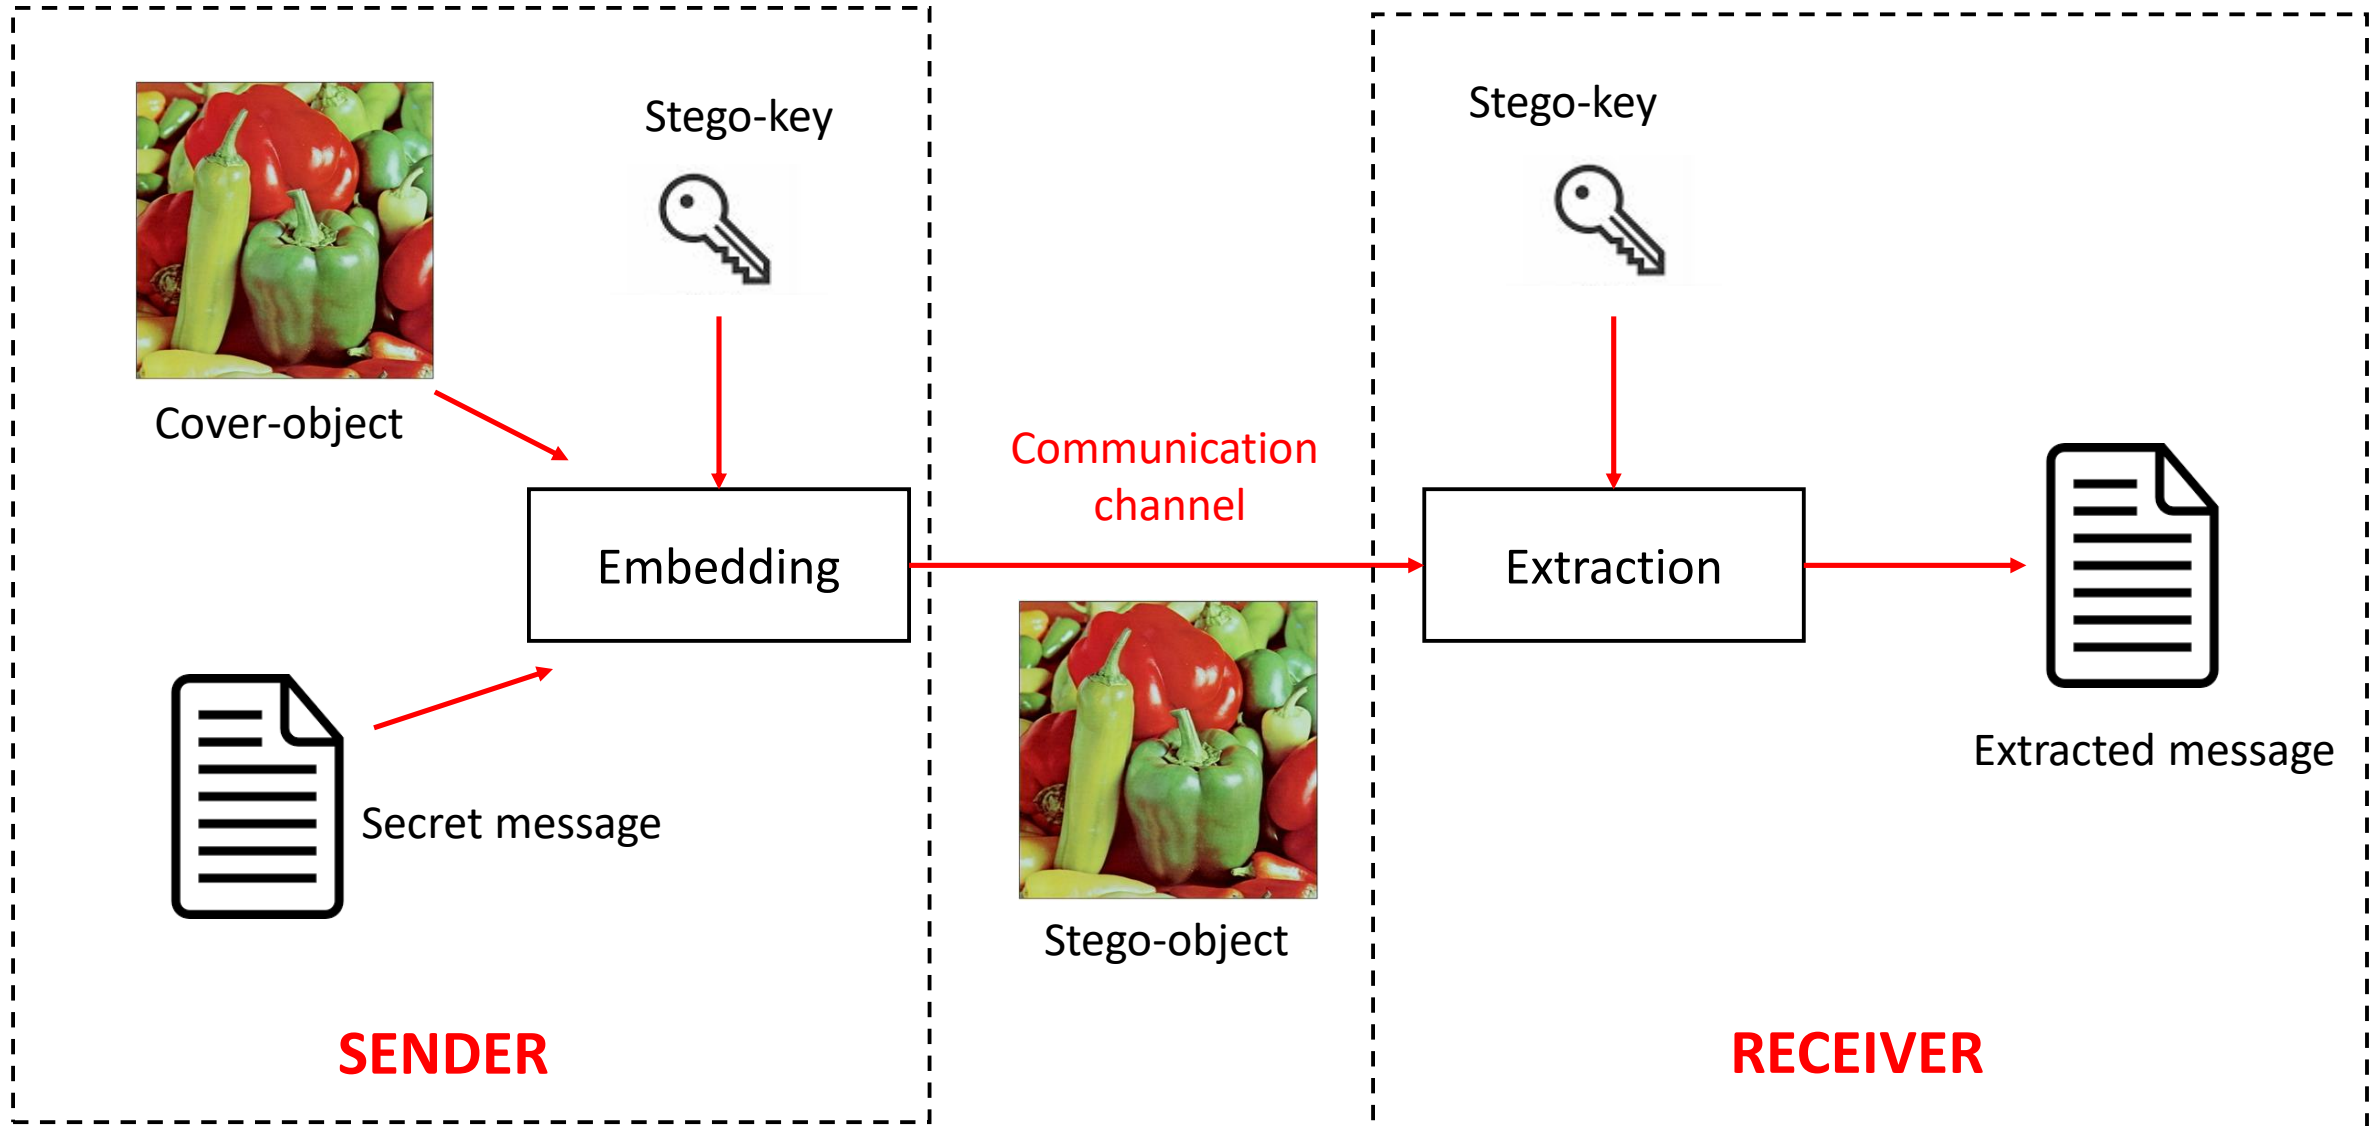 Stego-key
Cover-object
Embedding
Secret message
SENDER
Communication
channel
Stego-object
Stego-key
Extraction
Extracted message
RECEIVER